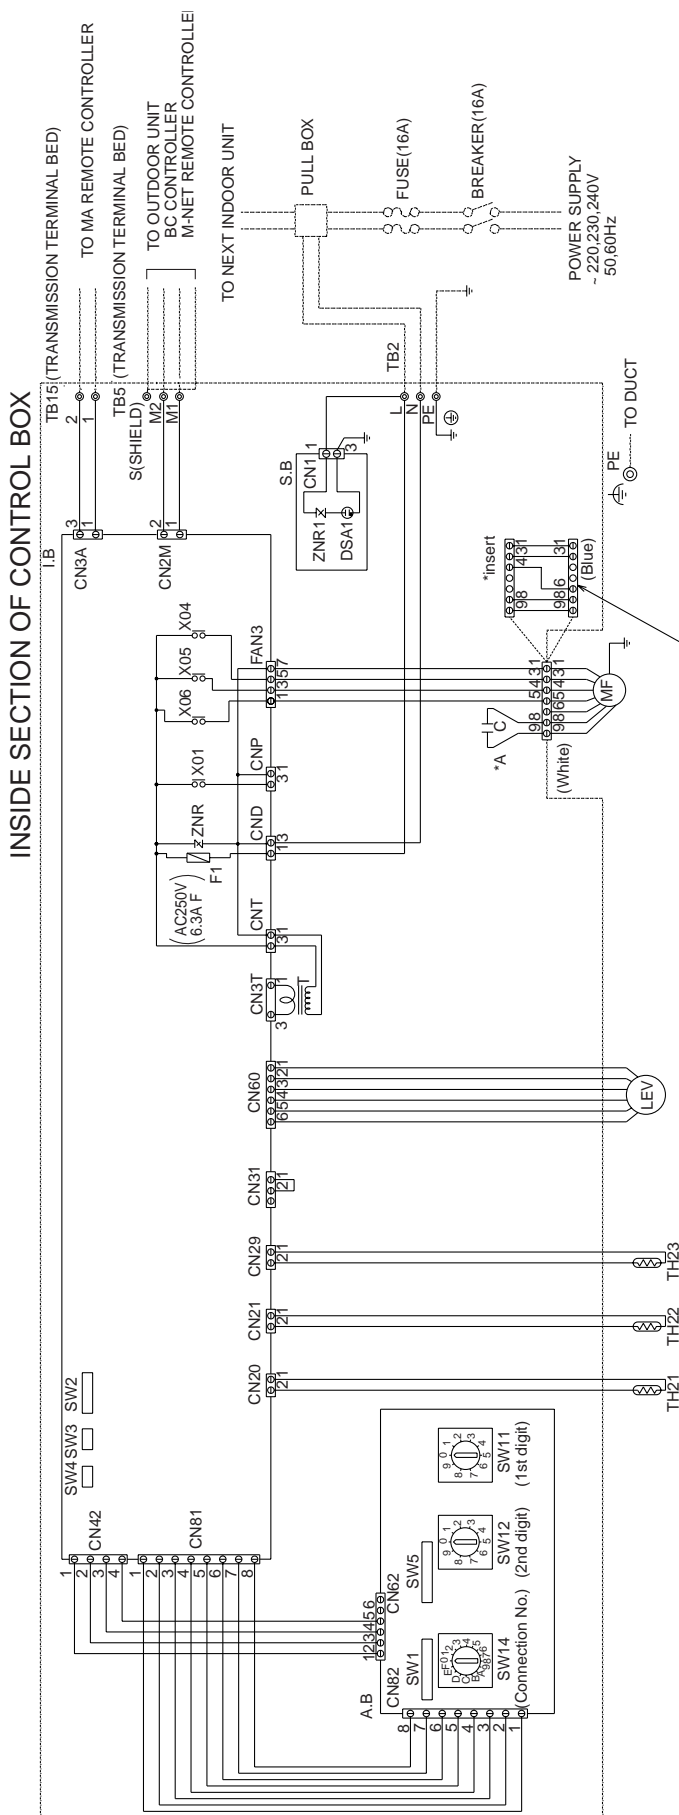 INSIDE SECTION OF CONTROL BOX
TB15 (TRANSMISSION TERMINAL BED)
TO MA REMOTE CONTROLLER
TB5 (TRANSMISSION TERMINAL BED)
TO OUTDOOR UNIT
BC CONTROLLER
M-NET REMOTE CONTROLLE
TO NEXT INDOOR UNIT
PULL BOX
FUSE(16A)
BREAKER(16A)
POWER SUPPLY
~ 220,230,240V
50,60Hz
I.B
CN3A
3
1
2
1
S(SHIELD)
M2
M1
CN2M
2
1
S.B
CN1
1
3
ZNR1
DSA1
TB2
L
N
PE
PE
TO DUCT
X04
X05
X06
FAN3
1357
X01
CNP
31
ZNR
CND
13
F1
(AC250V
6.3A F)
CNT
31
CN3T
3
1
T
*insert
98
431
986
31
(Blue)
*A
C
98
5431
986543 1
(White)
MF
CN60
654321
LEV
CN31
21
CN29
21
TH23
CN21
21
TH22
CN20
21
TH21
SW2
SW3
SW4
CN42
1
2
3
4
CN81
1
2
3
4
5
6
7
8
A.B
CN62
123456
CN82
8
7
6
5
4
3
2
1
SW1
SW5
SW14
(Connection No.)
0123456789ABCDEF
SW12
(2nd digit)
0123456789
SW11
(1st digit)
0123456789